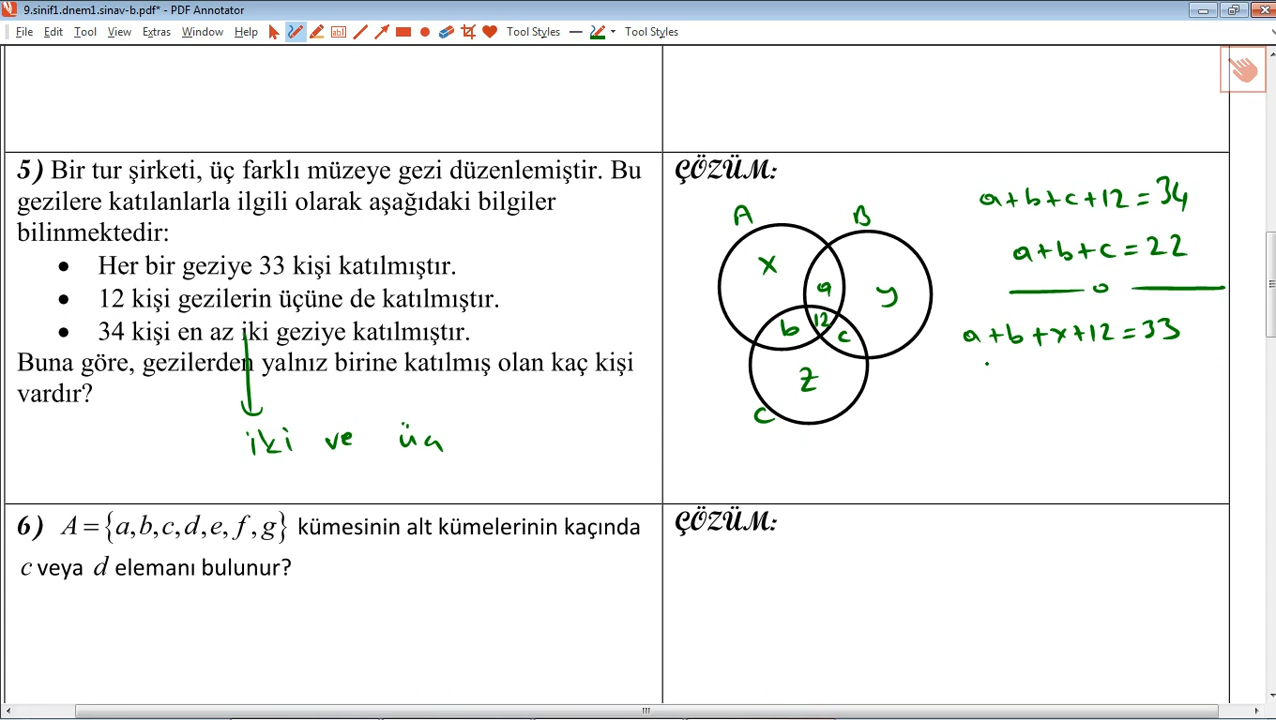 9.sinif1.dnem1.sinav-b.pdf* - PDF Annotator
File Edit Tool View Extras Window Help Tool Styles Tool Styles
5) Bir tur şirketi, üç farklı müzeye gezi düzenlemiştir. Bu
gezilere katılanlarla ilgili olarak aşağıdaki bilgiler
bilinmektedir:
• Her bir geziye 33 kişi katılmıştır.
• 12 kişi gezilerin üçüne de katılmıştır.
• 34 kişi en az iki geziye katılmıştır.
Buna göre, gezilerden yalnız birine katılmış olan kaç kişi
vardır?
iki ve üç
ÇÖZÜM:
A B
x a y
b 12 c
z
C
a+b+c+12=34
a+b+c=22
a+b+x+12=33
6) A={a,b,c,d,e,f,g} kümesinin alt kümelerinin kaçında
c veya d elemanı bulunur?
ÇÖZÜM: